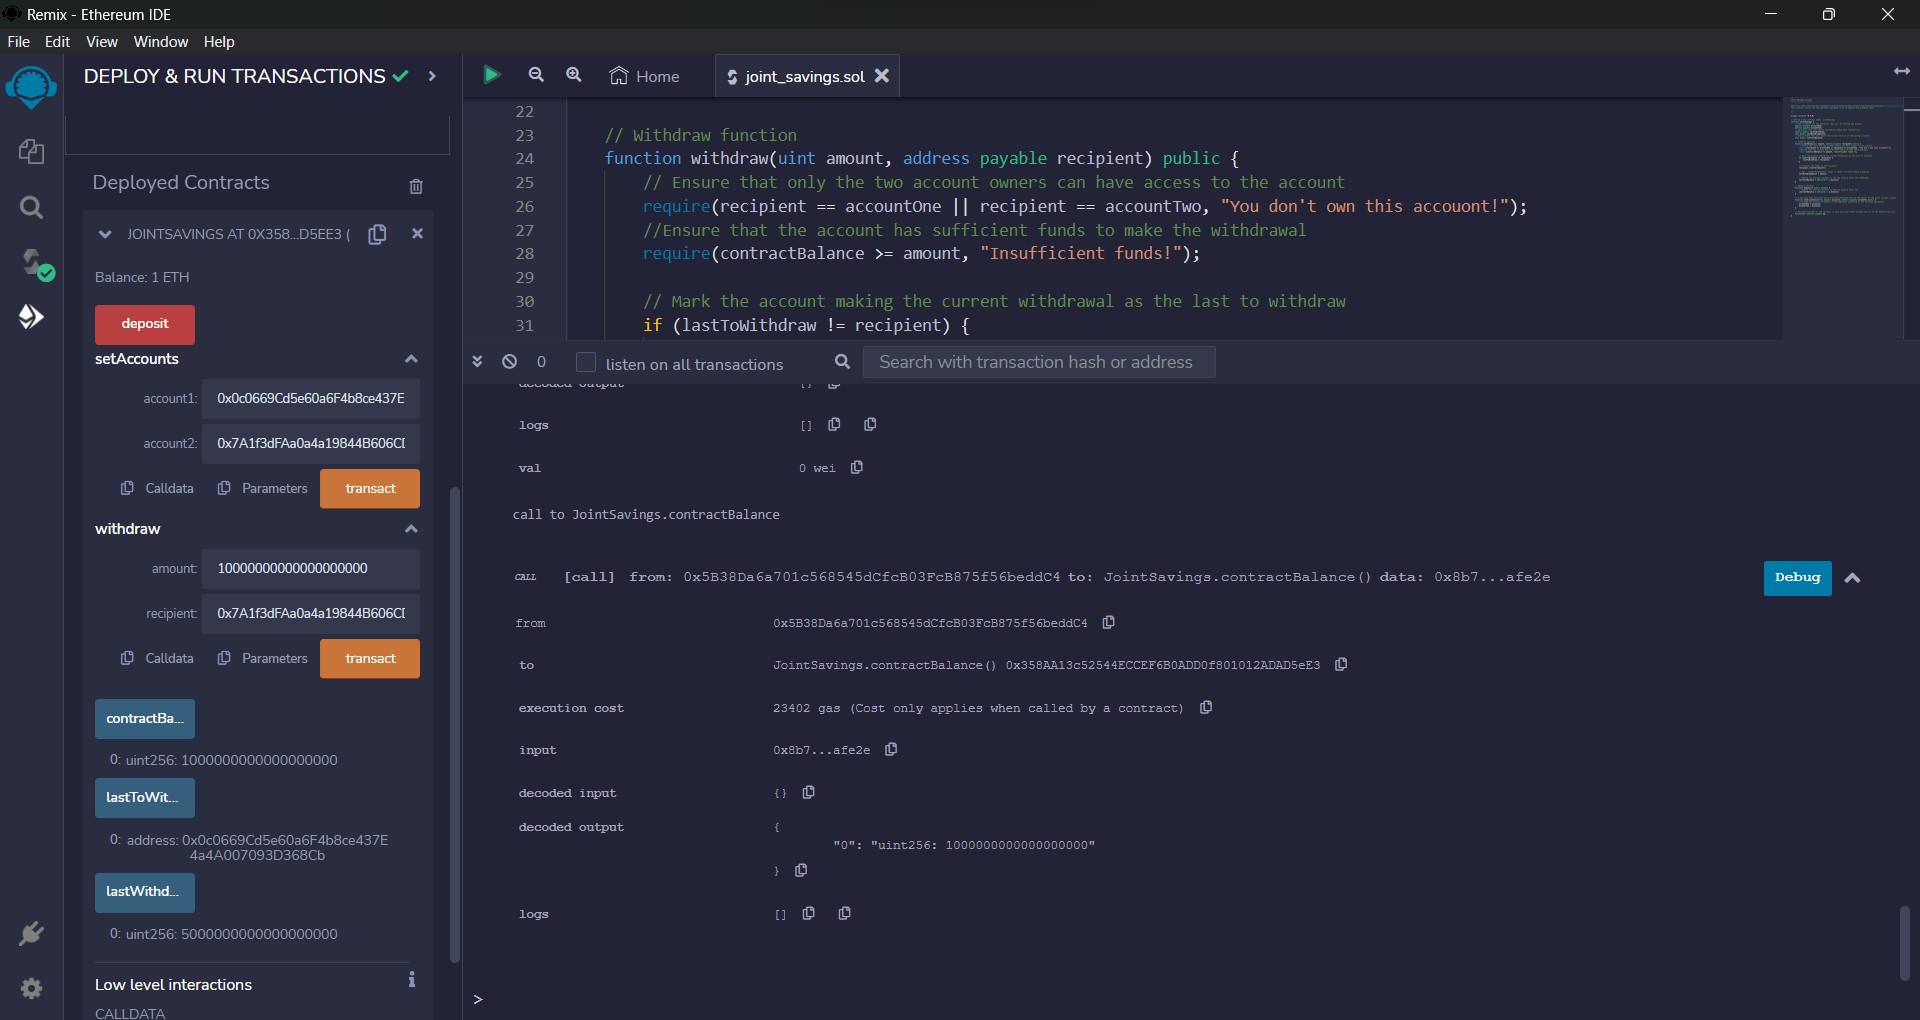 Remix - Ethereum IDE
File Edit View Window Help
DEPLOY & RUN TRANSACTIONS
Deployed Contracts
JOINTSAVINGS AT 0X358...D5EE3 (
Balance: 1 ETH
deposit
setAccounts
account1: 0x0c0669Cd5e60a6F4b8ce437E
account2: 0x7A1f3dFAa0a4a19844B606C
Calldata Parameters transact
withdraw
amount: 10000000000000000000
recipient: 0x7A1f3dFAa0a4a19844B606C
Calldata Parameters transact
contractBa...
0: uint256: 1000000000000000000
lastToWit...
0: address: 0x0c0669Cd5e60a6F4b8ce437E
4a4A007093D368Cb
lastWithd...
0: uint256: 5000000000000000000
Low level interactions
CALLDATA
Home joint_savings.sol
22
23 // Withdraw function
24 function withdraw(uint amount, address payable recipient) public {
25 // Ensure that only the two account owners can have access to the account
26 require(recipient == accountOne || recipient == accountTwo, "You don't own this accouont!");
27 //Ensure that the account has sufficient funds to make the withdrawal
28 require(contractBalance >= amount, "Insufficient funds!");
29
30 // Mark the account making the current withdrawal as the last to withdraw
31 if (lastToWithdraw != recipient) {
0 listen on all transactions Search with transaction hash or address
decoded output {}
logs []
val 0 wei
call to JointSavings.contractBalance
CALL [call] from: 0x5B38Da6a701c568545dCfcB03FcB875f56beddC4 to: JointSavings.contractBalance() data: 0x8b7...afe2e Debug
from 0x5B38Da6a701c568545dCfcB03FcB875f56beddC4
to JointSavings.contractBalance() 0x358AA13c52544ECCEF6B0ADD0f801012ADAD5eE3
execution cost 23402 gas (Cost only applies when called by a contract)
input 0x8b7...afe2e
decoded input {}
decoded output {
"0": "uint256: 1000000000000000000"
}
logs []
>